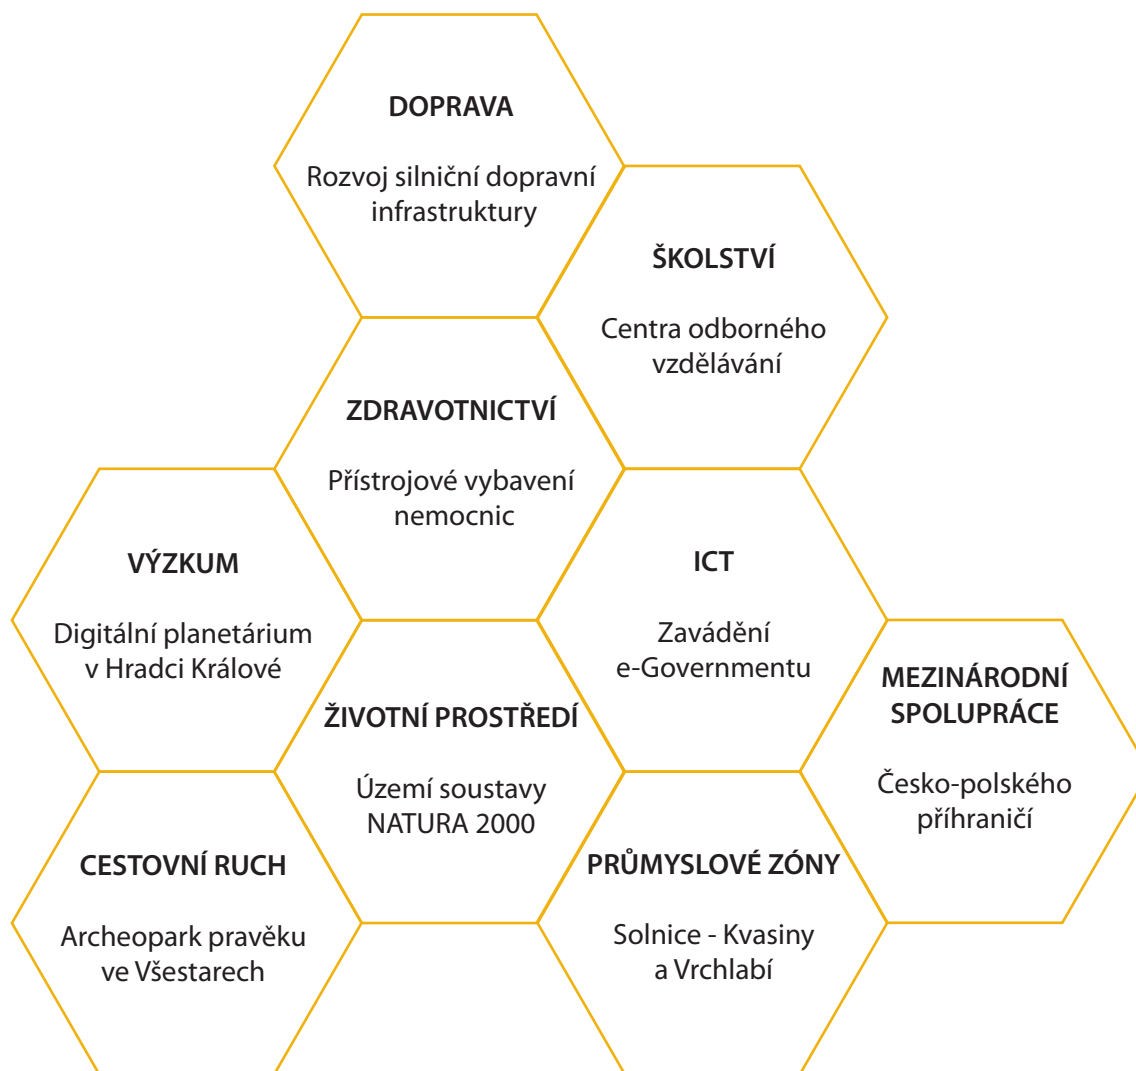 DOPRAVA
Rozvoj silniční dopravní
infrastruktury
ŠKOLSTVÍ
Centra odborného
vzdělávání
ZDRAVOTNICTVÍ
Přístrojové vybavení
nemocnic
VÝZKUM
Digitální planetárium
v Hradci Králové
ICT
Zavádění
e-Governmentu
MEZINÁRODNÍ
SPOLUPRÁCE
Česko-polského
příhraničí
ŽIVOTNÍ PROSTŘEDÍ
Území soustavy
NATURA 2000
CESTOVNÍ RUCH
Archeopark pravěku
ve Všestarech
PRŮMYSLOVÉ ZÓNY
Solnice - Kvasiny
a Vrchlabí